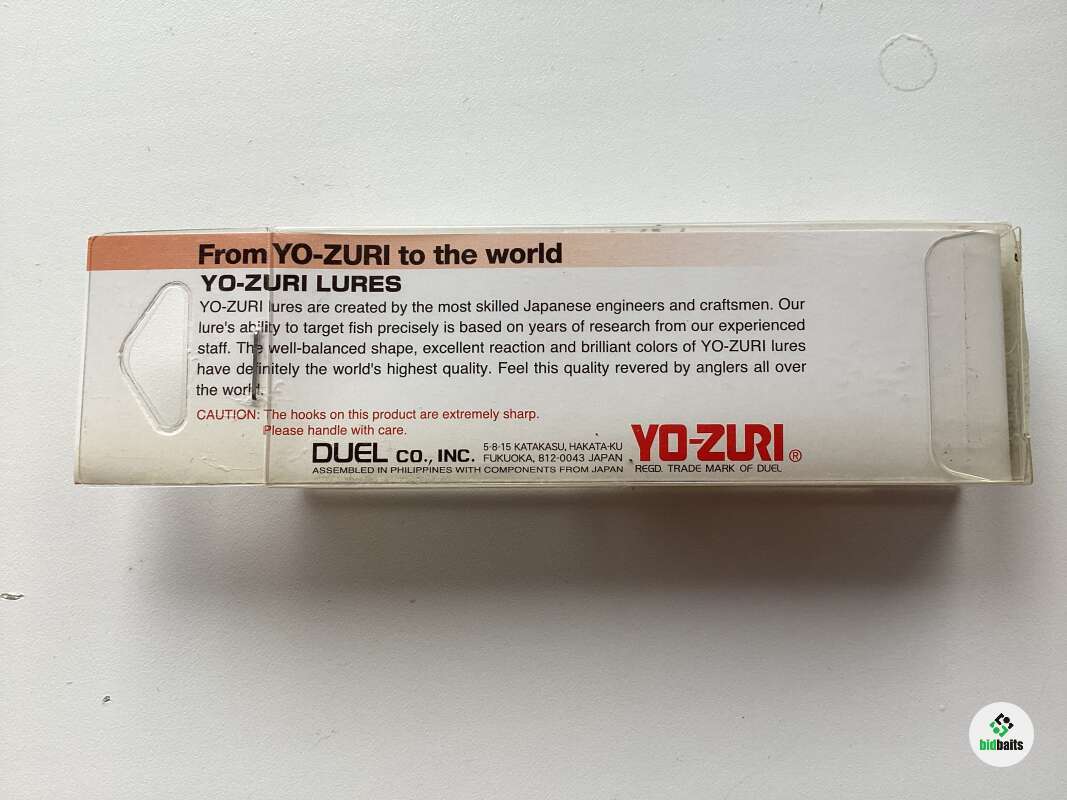 From YO-ZURI to the world
YO-ZURI LURES
YO-ZURI lures are created by the most skilled Japanese engineers and craftsmen. Our
lure's ability to target fish precisely is based on years of research from our experienced
staff. The well-balanced shape, excellent reaction and brilliant colors of YO-ZURI lures
have definitely the world's highest quality. Feel this quality revered by anglers all over
the world.
CAUTION: The hooks on this product are extremely sharp.
Please handle with care.
DUEL CO., INC.
5-8-15 KATAKASU, HAKATA-KU
FUKUOKA, 812-0043 JAPAN
ASSEMBLED IN PHILIPPINES WITH COMPONENTS FROM JAPAN
YO-ZURI®
REGD. TRADE MARK OF DUEL
bidbaits